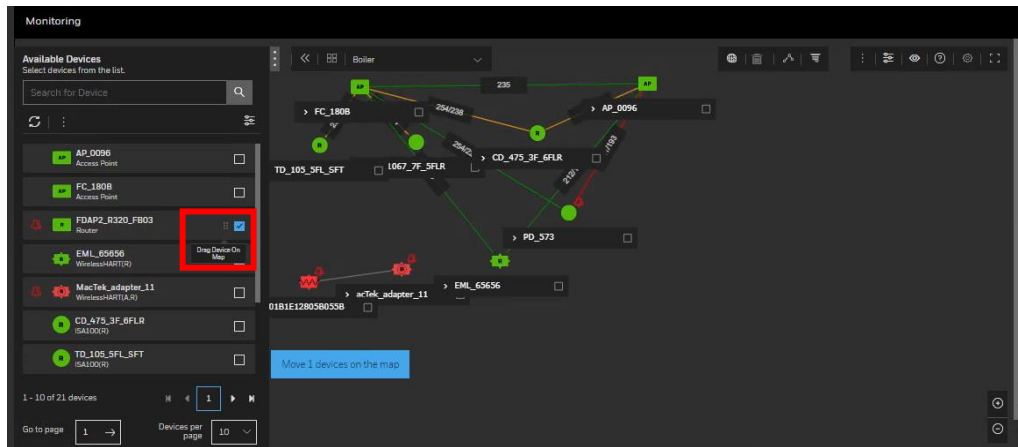 Monitoring
Available Devices
Select devices from the list.
Search for Device
AP_0096
Access Point
FC_180B
Access Point
FDAP2_R320_FB03
Router
Drag Device On
Map
EML_65656
WirelessHART(R)
MacTek_adapter_11
WirelessHART(A,R)
CD_475_3F_6FLR
ISA100(R)
TD_105_5FL_SFT
ISA100(R)
1 - 10 of 21 devices
1
Go to page
1
Devices per
page
10
Boiler
AP
235
AP
FC_180B
254/238
AP_0096
R
R
CD_475_3F_6FLR
TD_105_5FL_SFT
1067_7F_5FLR
PD_573
EML_65656
acTek_adapter_11
01B1E12805B055B
Move 1 devices on the map